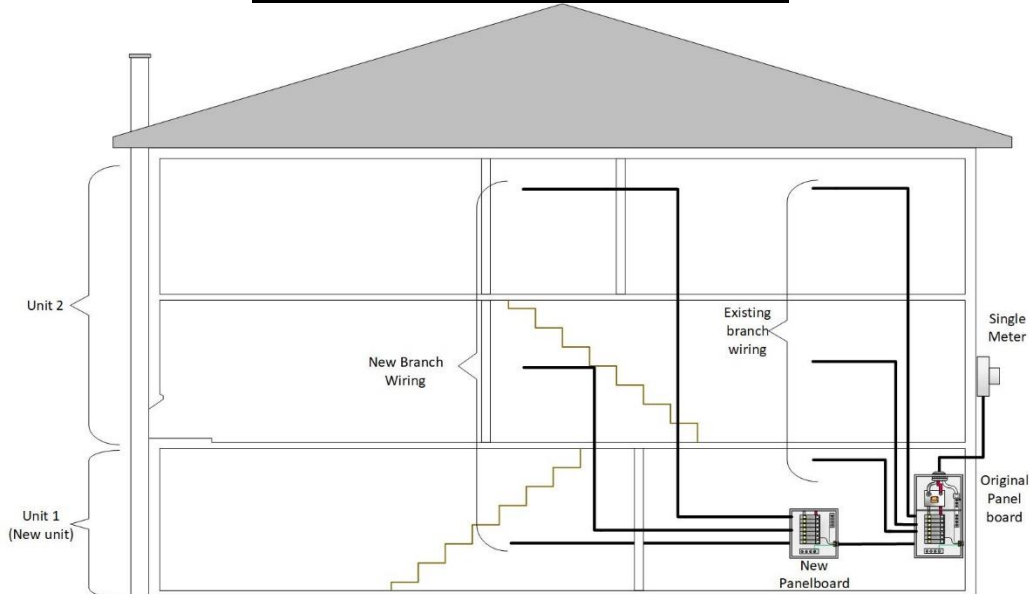 Unit 2
Existing
branch
wiring
Single
Meter
New Branch
Wiring
Unit 1
(New unit)
Original
Panel
board
New
Panelboard